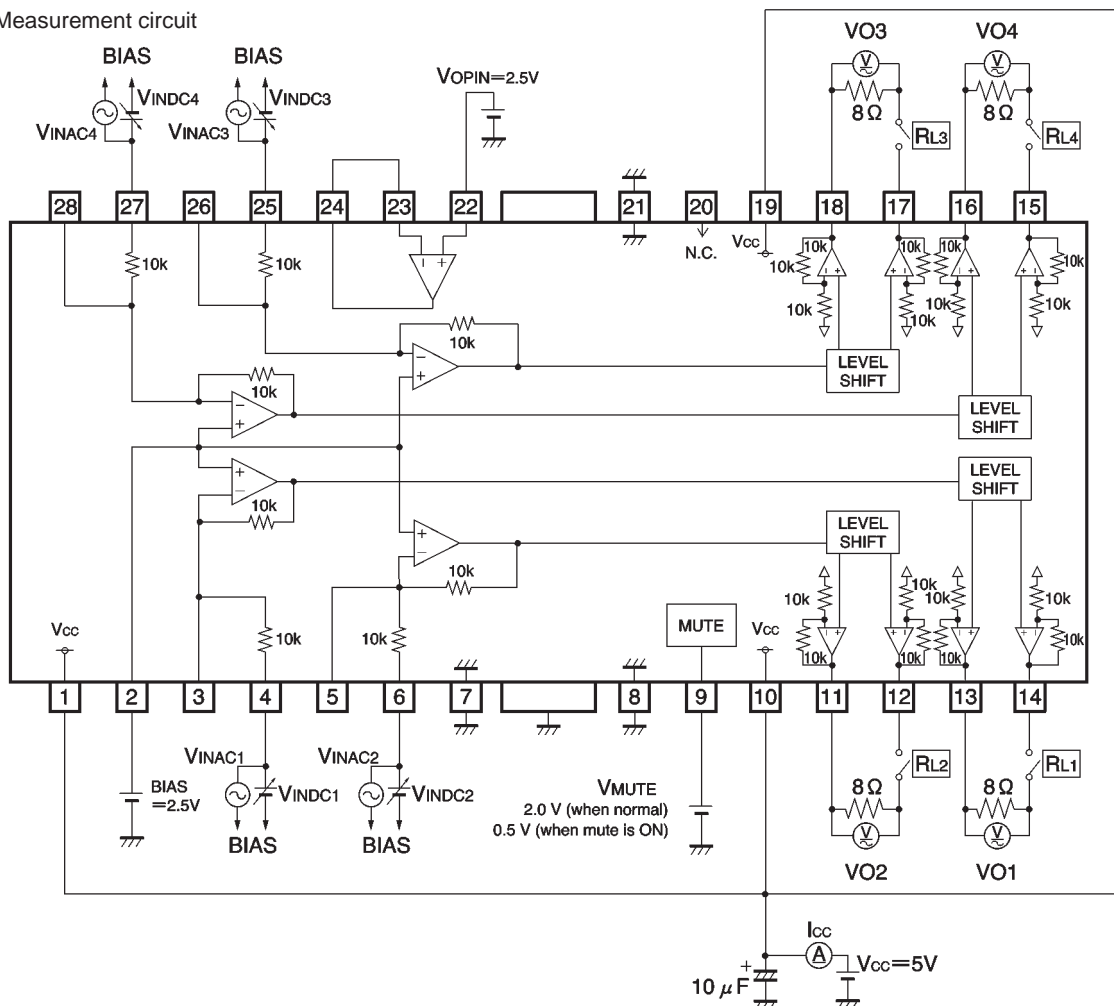 Measurement circuit
BIAS BIAS
VINDC4 VINDC3
VINAC4 VINAC3
VOPIN=2.5V
VO3 VO4
V V
8Ω 8Ω
RL3 RL4
28 27 26 25 24 23 22 21 20 19 18 17 16 15
10k 10k
− +
N.C.
Vcc
10k 10k 10k 10k
10k 10k 10k 10k
+ − + − − + + −
10k
− +
LEVEL SHIFT
10k
− +
LEVEL SHIFT
+ −
10k
LEVEL SHIFT
+ −
10k
LEVEL SHIFT
10k 10k 10k 10k
− + + − − + + −
10k 10k 10k 10k
Vcc
10k 10k
MUTE
Vcc
1 2 3 4 5 6 7 8 9 10 11 12 13 14
VINAC1 VINAC2
VINDC1 VINDC2
BIAS BIAS
BIAS
=2.5V
VMUTE
2.0 V (when normal)
0.5 V (when mute is ON)
RL2 RL1
8Ω 8Ω
V V
VO2 VO1
Icc
A
Vcc=5V
+
10 μF